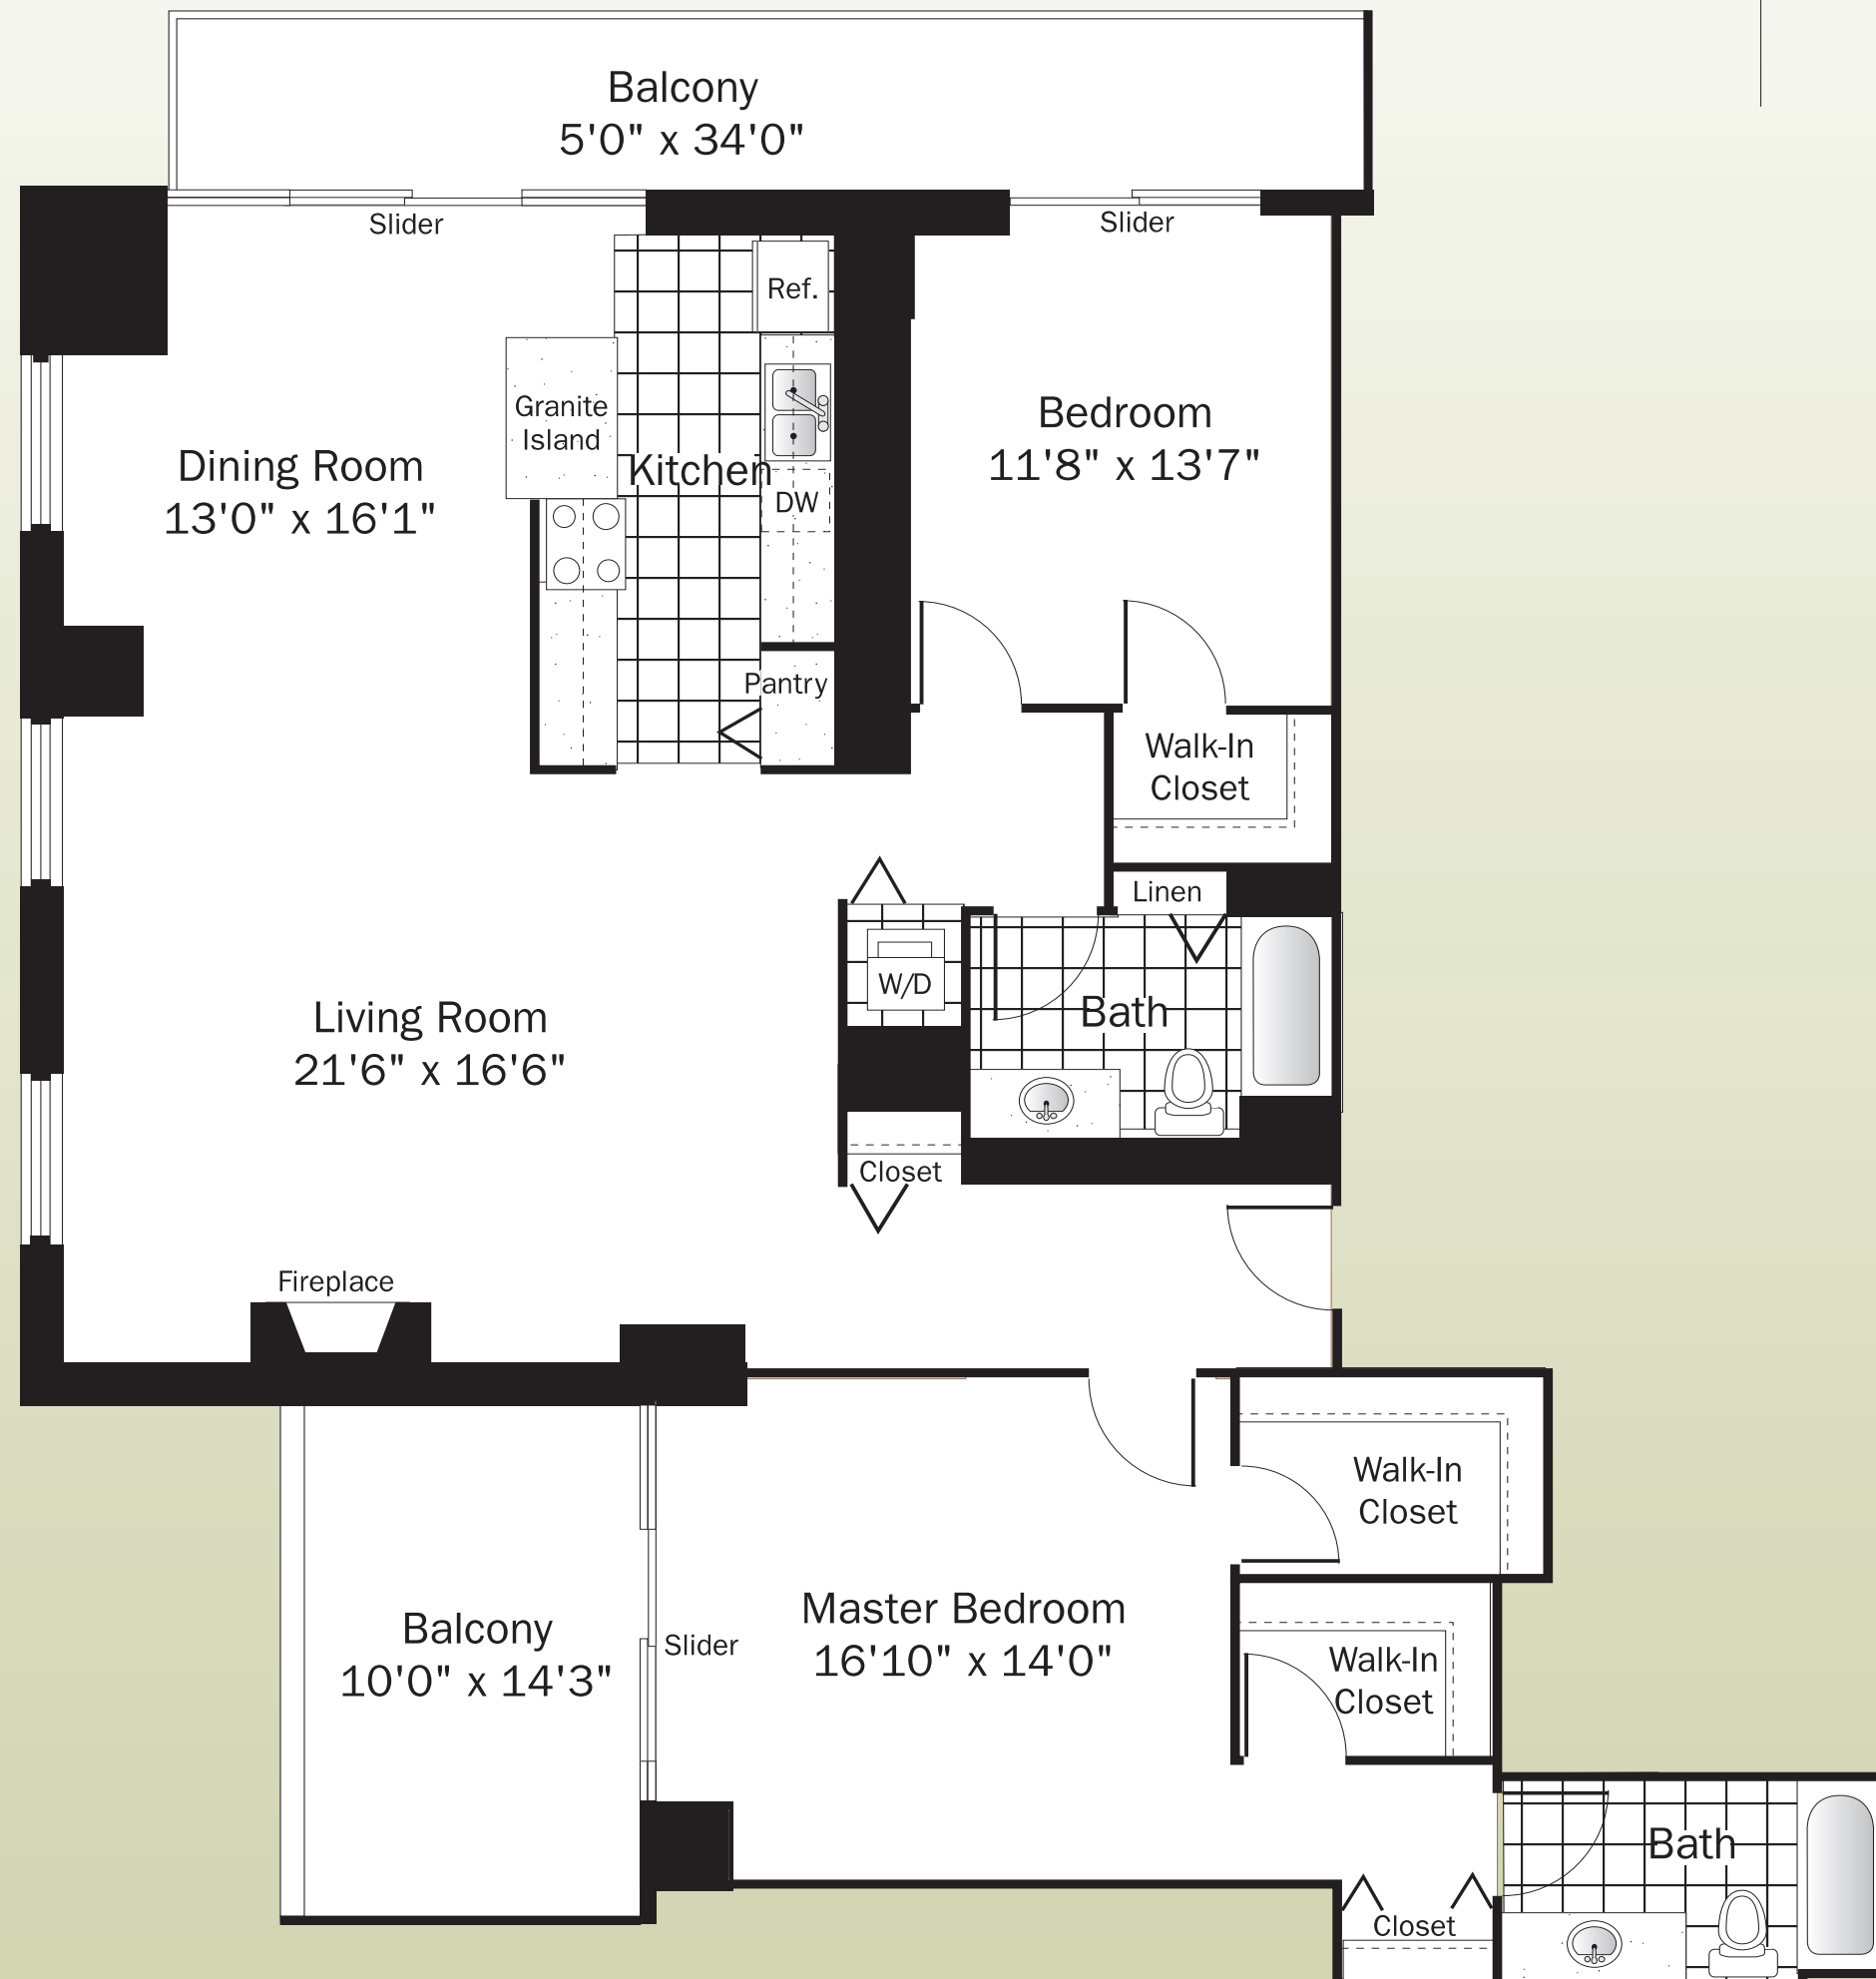 Balcony
5'0" x 34'0"
Slider
Slider
Ref.
Granite
Island
Kitchen
DW
Dining Room
13'0" x 16'1"
Bedroom
11'8" x 13'7"
Pantry
Walk-In
Closet
Linen
W/D
Bath
Living Room
21'6" x 16'6"
Closet
Fireplace
Walk-In
Closet
Master Bedroom
16'10" x 14'0"
Balcony
10'0" x 14'3"
Slider
Walk-In
Closet
Bath
Closet